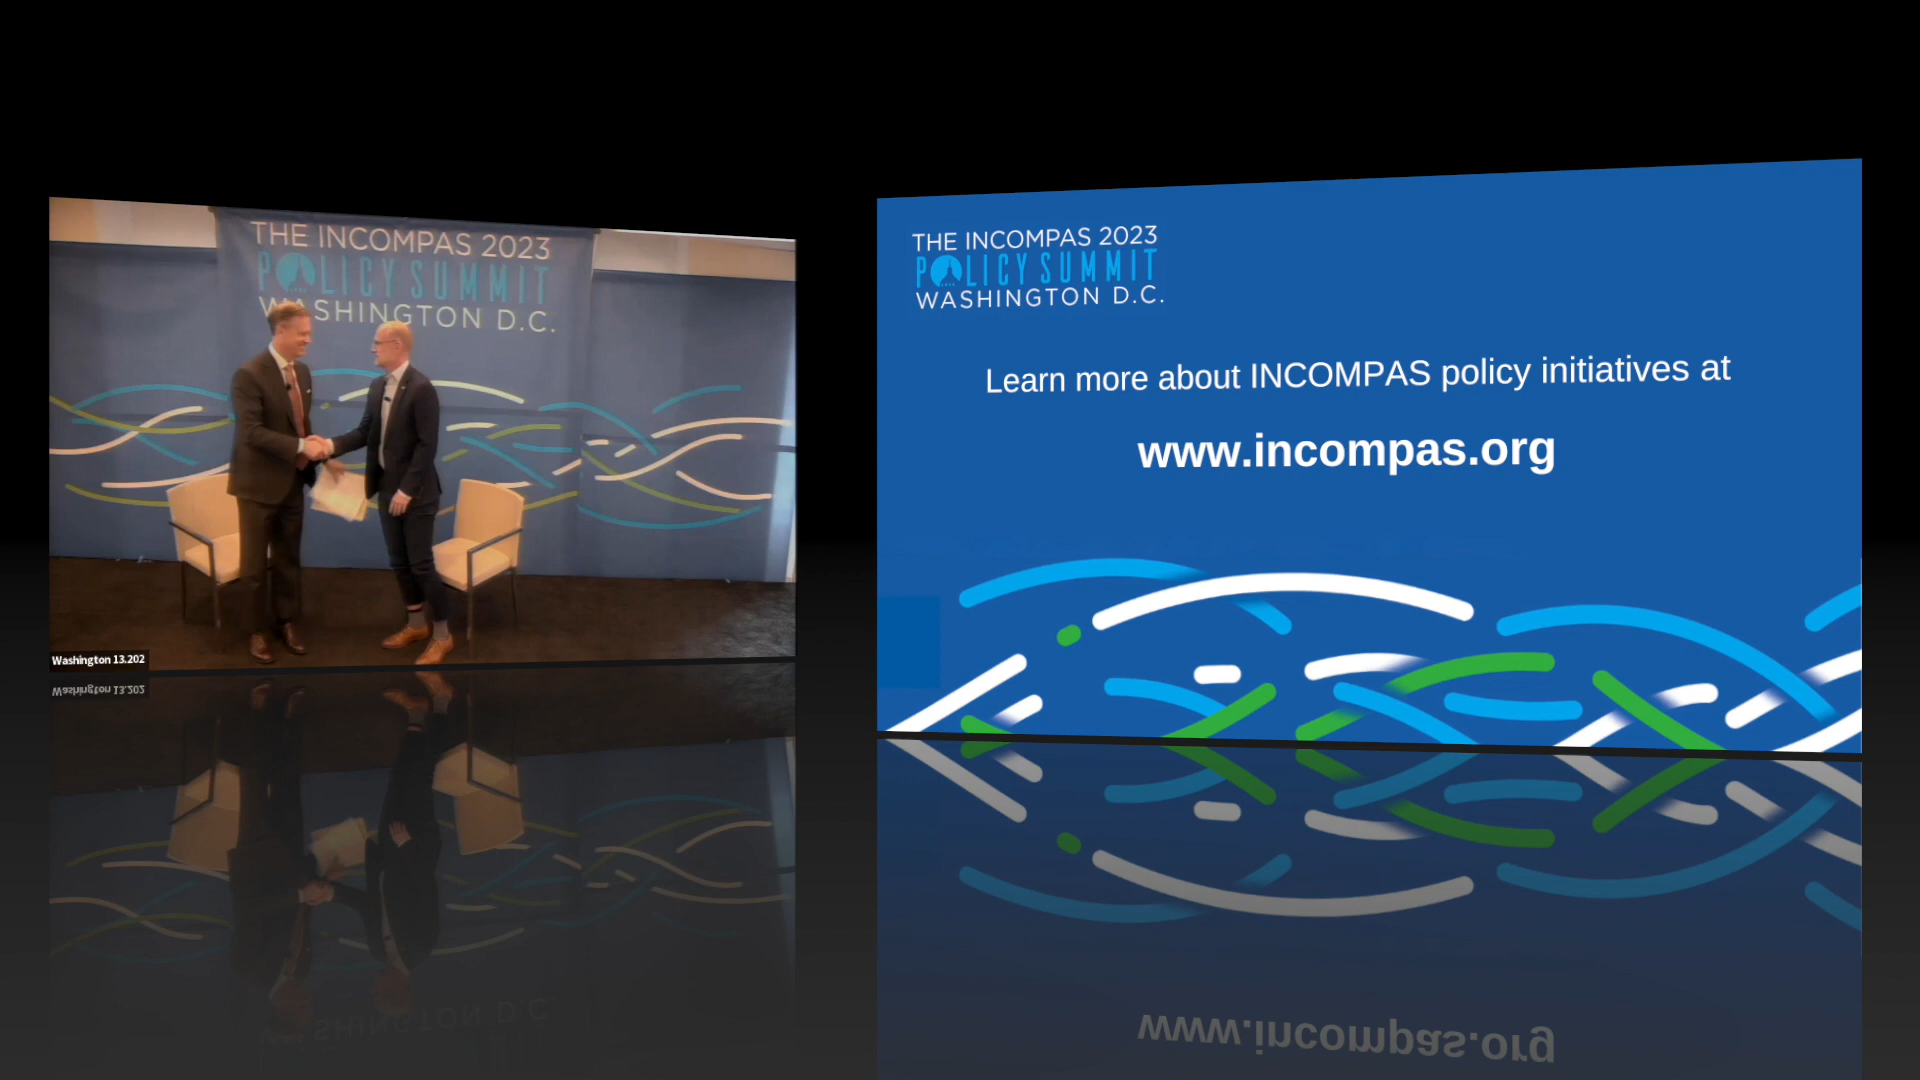 THE INCOMPAS 2023
POLICY SUMMIT
WASHINGTON D.C.
Washington 13.202
THE INCOMPAS 2023
POLICY SUMMIT
WASHINGTON D.C.
Learn more about INCOMPAS policy initiatives at
www.incompas.org